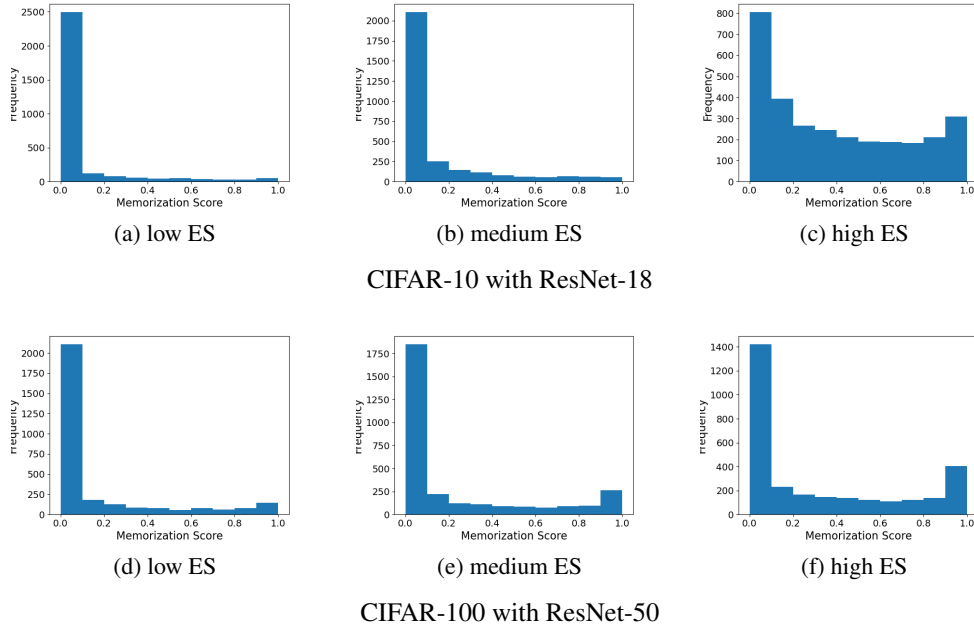 2500
2000
1500
1000
500
0
Frequency
0.0 0.2 0.4 0.6 0.8 1.0
Memorization Score
(a) low ES
2000
1750
1500
1250
1000
750
500
250
0
Frequency
0.0 0.2 0.4 0.6 0.8 1.0
Memorization Score
(b) medium ES
800
700
600
500
400
300
200
100
0
Frequency
0.0 0.2 0.4 0.6 0.8 1.0
Memorization Score
(c) high ES
CIFAR-10 with ResNet-18
2000
1750
1500
1250
1000
750
500
250
0
Frequency
0.0 0.2 0.4 0.6 0.8 1.0
Memorization Score
(d) low ES
1750
1500
1250
1000
750
500
250
0
Frequency
0.0 0.2 0.4 0.6 0.8 1.0
Memorization Score
(e) medium ES
1400
1200
1000
800
600
400
200
0
Frequency
0.0 0.2 0.4 0.6 0.8 1.0
Memorization Score
(f) high ES
CIFAR-100 with ResNet-50